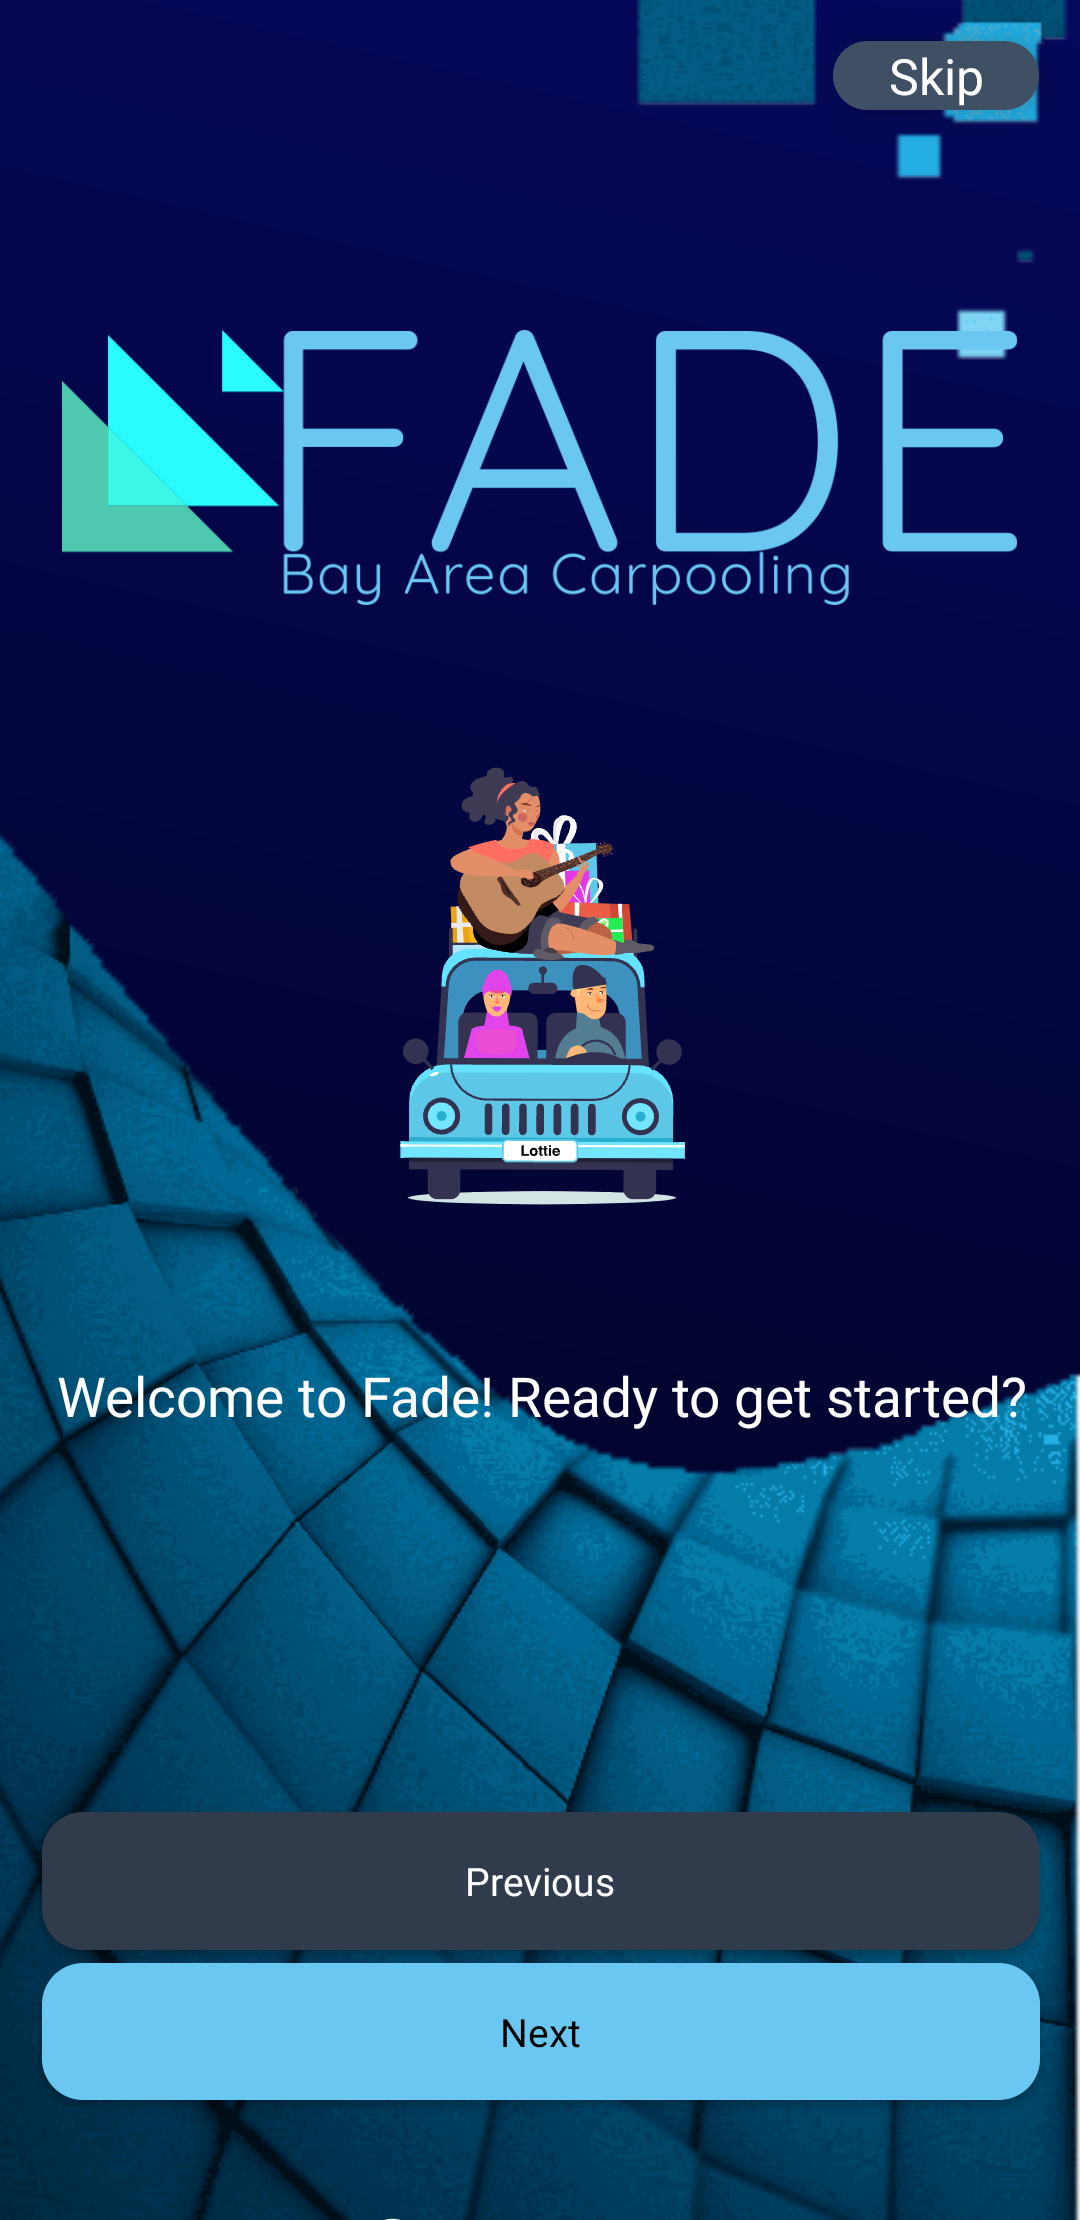 Skip
FADE
Bay Area Carpooling
Lottie
Welcome to Fade! Ready to get started?
Previous
Next